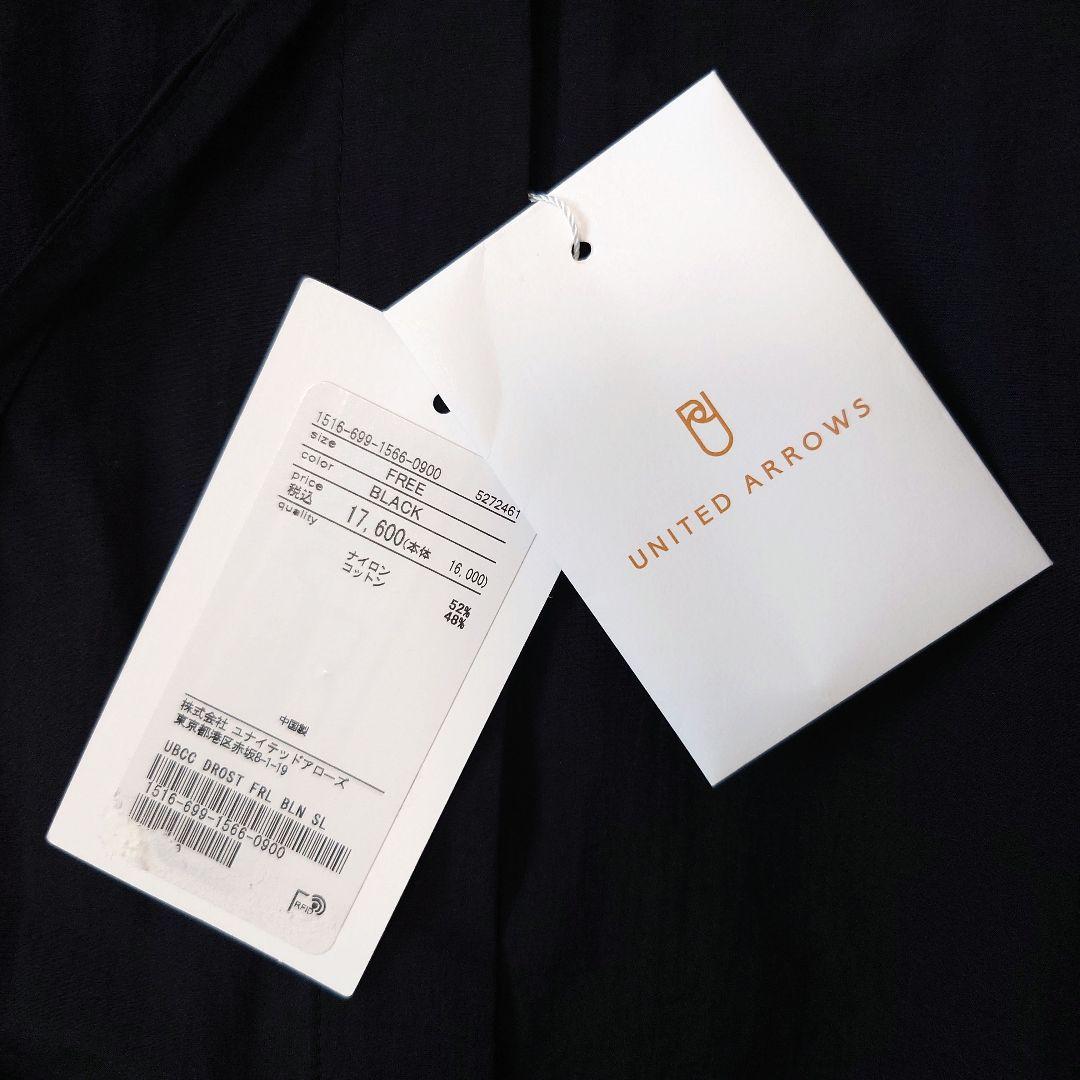 1516-699-1566-0900
size FREE 5272461
color BLACK
price
税込 17,600(本体 16,000)
quality
ナイロン 52%
コットン 48%
中国製
株式会社 ユナイテッドアローズ
東京都港区赤坂8-1-19
UBCC DROST FRL BLN SL
1516-699-1566-0900
RFID
UNITED ARROWS